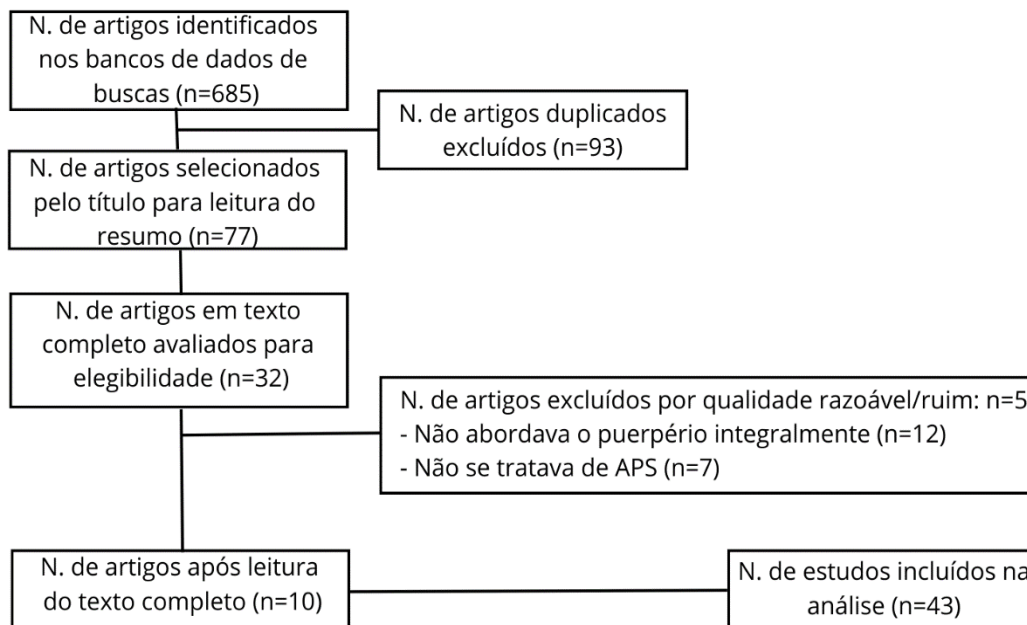 N. de artigos identificados
nos bancos de dados de
buscas (n=685)
N. de artigos duplicados
excluídos (n=93)
N. de artigos selecionados
pelo título para leitura do
resumo (n=77)
N. de artigos em texto
completo avaliados para
elegibilidade (n=32)
N. de artigos excluídos por qualidade razoável/ruim: n=5
- Não abordava o puerpério integralmente (n=12)
- Não se tratava de APS (n=7)
N. de artigos após leitura
do texto completo (n=10)
N. de estudos incluídos na
análise (n=43)